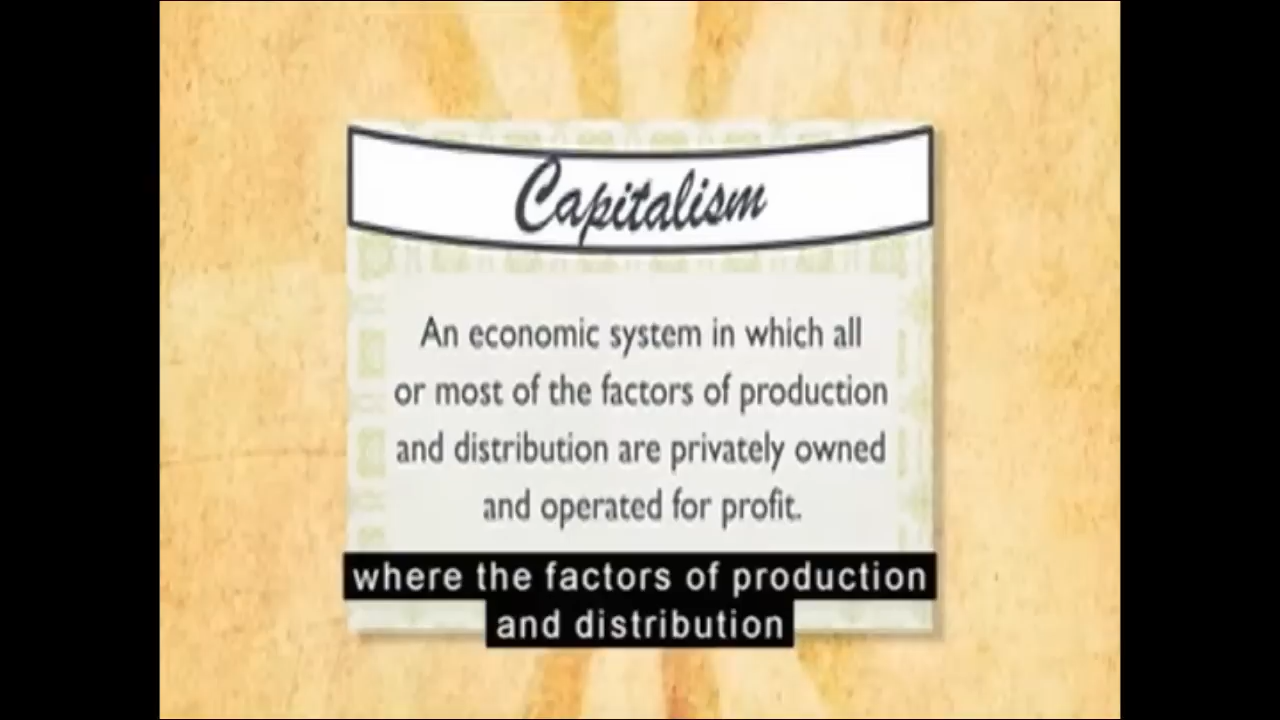 Capitalism
An economic system in which all
or most of the factors of production
and distribution are privately owned
and operated for profit.
where the factors of production
and distribution